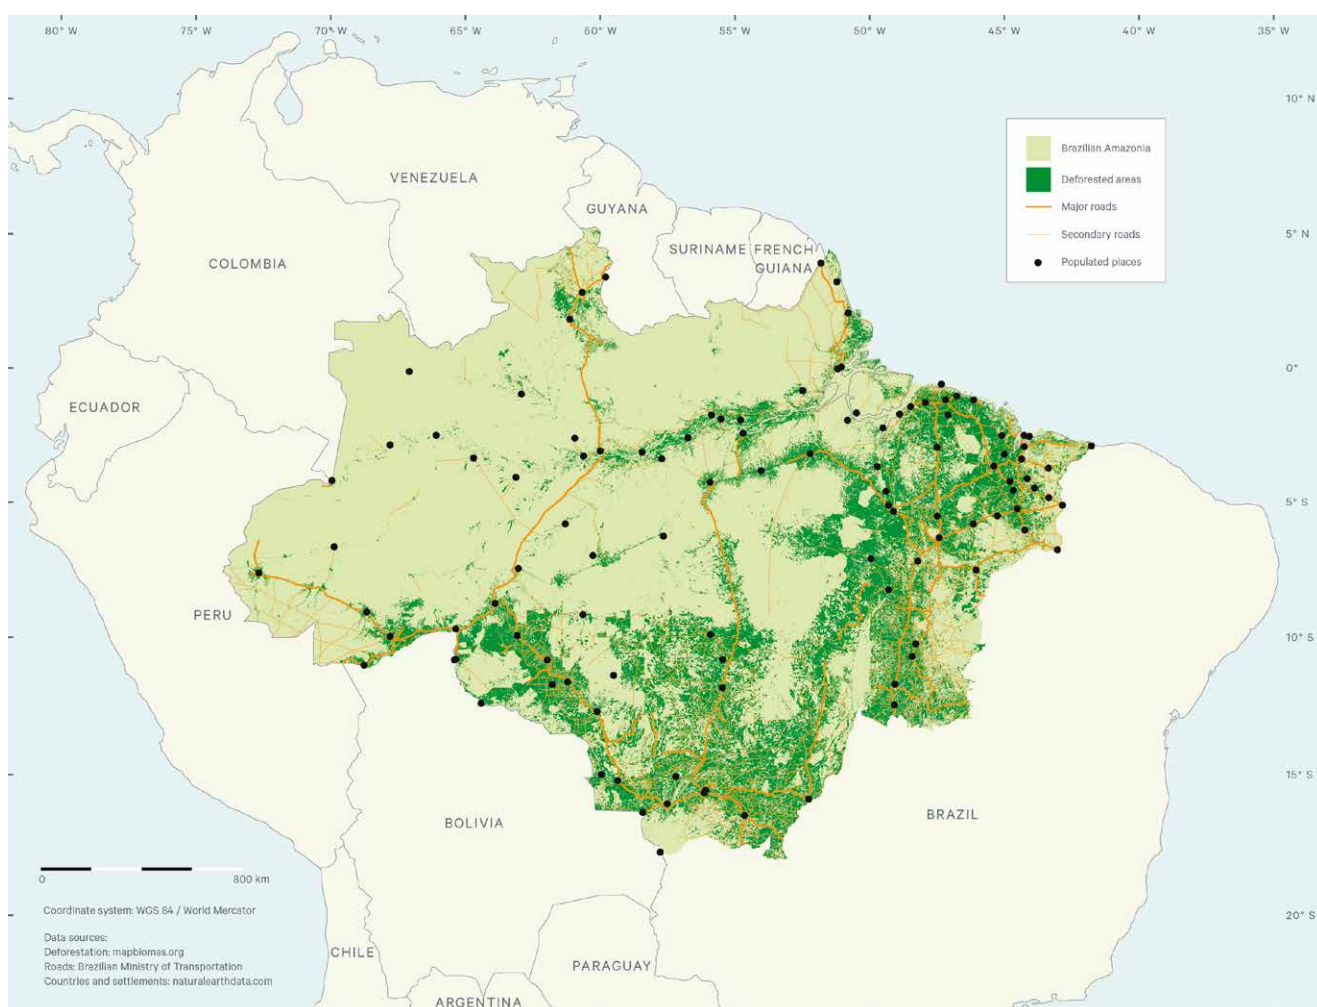 80° W 75° W 70° W 65° W 60° W 55° W 50° W 45° W 40° W 35° W
10° N
Brazilian Amazonia
Deforested areas
Major roads
Secondary roads
Populated places
VENEZUELA
GUYANA
5° N
SURINAME
FRENCH
GUIANA
COLOMBIA
0°
ECUADOR
5° S
PERU
10° S
15° S
BOLIVIA
BRAZIL
0 800 km
Coordinate system: WGS 84 / World Mercator
20° S
Data sources:
Deforestation: mapbiomas.org
Roads: Brazilian Ministry of Transportation
Countries and settlements: naturalearthdata.com
CHILE
PARAGUAY
ARGENTINA